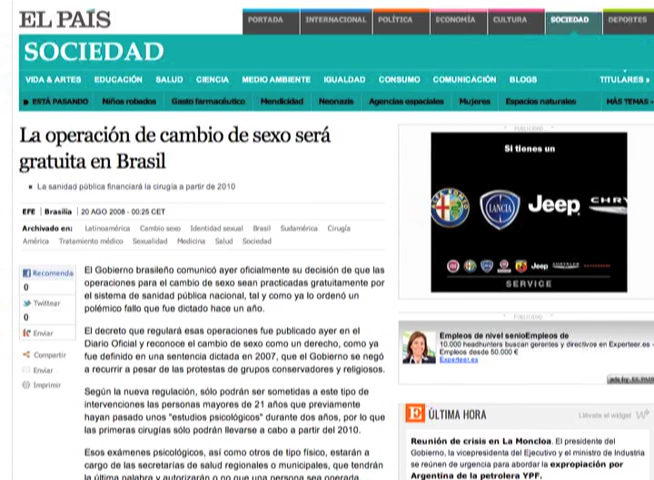 EL PAÍS
PORTADA INTERNACIONAL POLÍTICA ECONOMÍA CULTURA SOCIEDAD DEPORTES
SOCIEDAD
VIDA & ARTES EDUCACIÓN SALUD CIENCIA MEDIO AMBIENTE IGUALDAD CONSUMO COMUNICACIÓN BLOGS TITULARES »
ESTÁ PASANDO Niños robados Gasto farmacéutico Mendicidad Neonazis Agencias espaciales Mujeres Espacios naturales MÁS TEMAS
La operación de cambio de sexo será
gratuita en Brasil
La sanidad pública financiará la cirugía a partir de 2010
EFE | Brasilia | 20 AGO 2008 - 00:25 CET
Archivado en: Latinoamérica Cambio sexo Identidad sexual Brasil Sudamérica Cirugía
América Tratamiento médico Sexualidad Medicina Salud Sociedad
Recomendar
0
Twittear
0
Enviar
Compartir
Enviar
Imprimir
El Gobierno brasileño comunicó ayer oficialmente su decisión de que las
operaciones para el cambio de sexo sean practicadas gratuitamente por
el sistema de sanidad pública nacional, tal y como ya lo ordenó un
polémico fallo que fue dictado hace un año.
El decreto que regulará esas operaciones fue publicado ayer en el
Diario Oficial y reconoce el cambio de sexo como un derecho, como ya
fue definido en una sentencia dictada en 2007, que el Gobierno se negó
a recurrir a pesar de las protestas de grupos conservadores y religiosos.
Según la nueva regulación, sólo podrán ser sometidas a este tipo de
intervenciones las personas mayores de 21 años que previamente
hayan pasado unos "estudios psicológicos" durante dos años, por lo que
las primeras cirugías sólo podrán llevarse a cabo a partir del 2010.
Esos exámenes psicológicos, así como otros de tipo físico, estarán a
cargo de las secretarías de salud regionales o municipales, que tendrán
la última palabra y autorizarán o no que una persona sea operada
PUBLICIDAD
Si tienes un
LANCIA
Jeep
CHRY
Jeep
SERVICE
PUBLICIDAD
Empleos de nivel senioEmpleos de
10.000 headhunters buscan gerentes y directivos en Experteer.es -
Empleos desde 60.000 €
Experteer.es
ÚLTIMA HORA
Llévate el widget
Reunión de crisis en La Moncloa. El presidente del
Gobierno, la vicepresidenta del Ejecutivo y el ministro de Industria
se reúnen de urgencia para abordar la expropiación por
Argentina de la petrolera YPF.